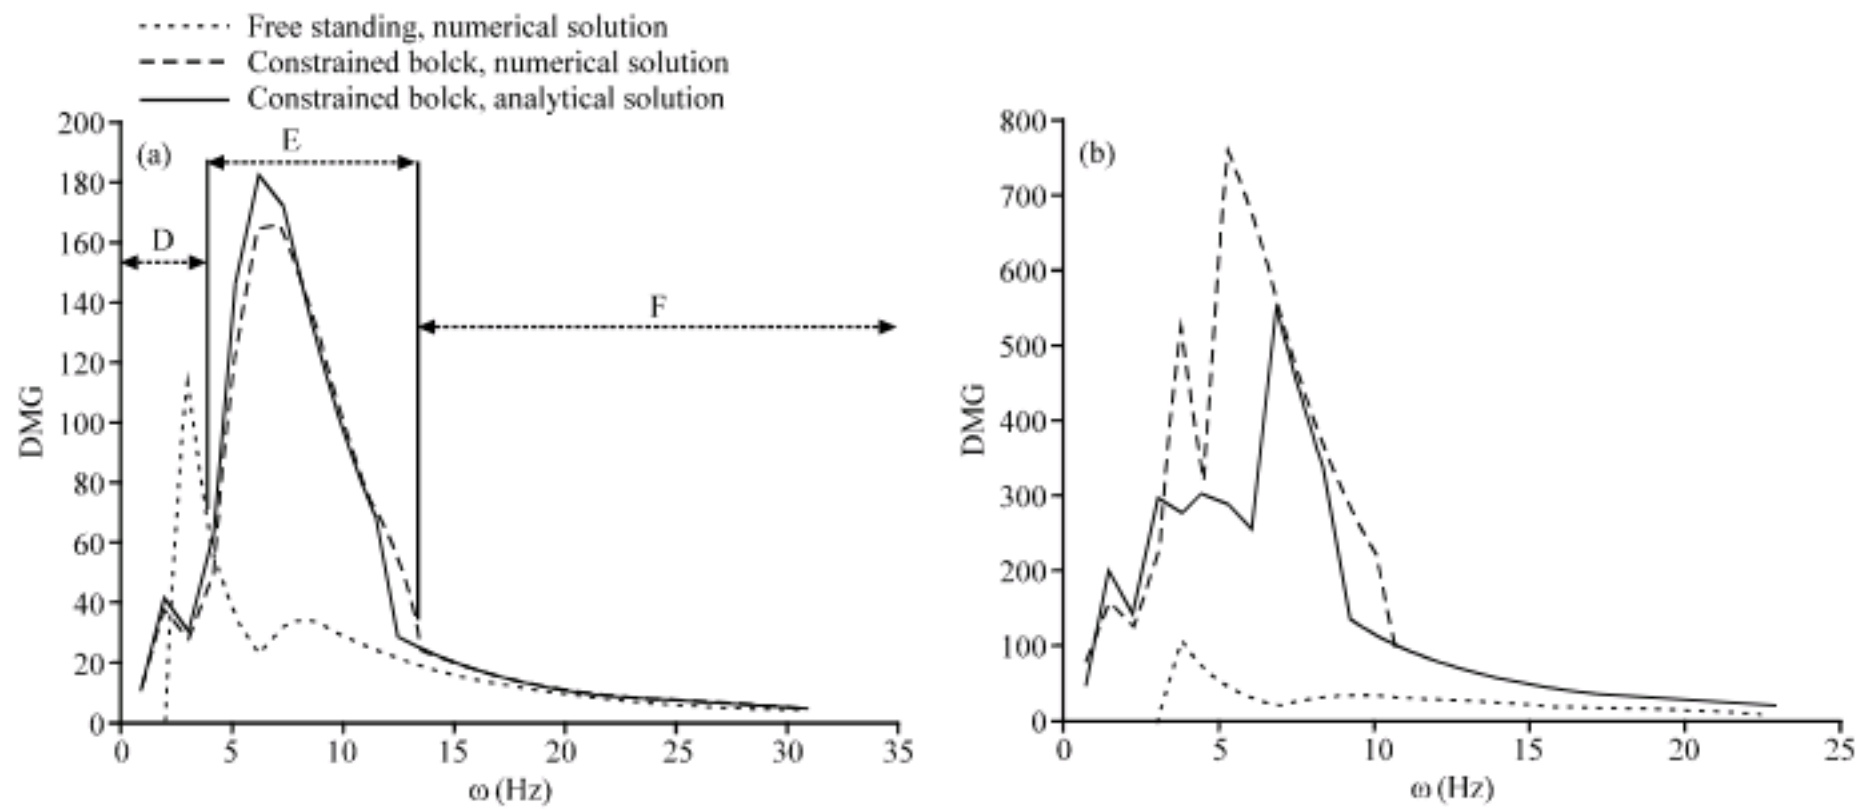 Free standing, numerical solution
Constrained bolck, numerical solution
Constrained bolck, analytical solution
(a)
D
E
F
DMG
200
180
160
140
120
100
80
60
40
20
0
0 5 10 15 20 25 30 35
ω (Hz)
(b)
DMG
800
700
600
500
400
300
200
100
0
0 5 10 15 20 25
ω (Hz)